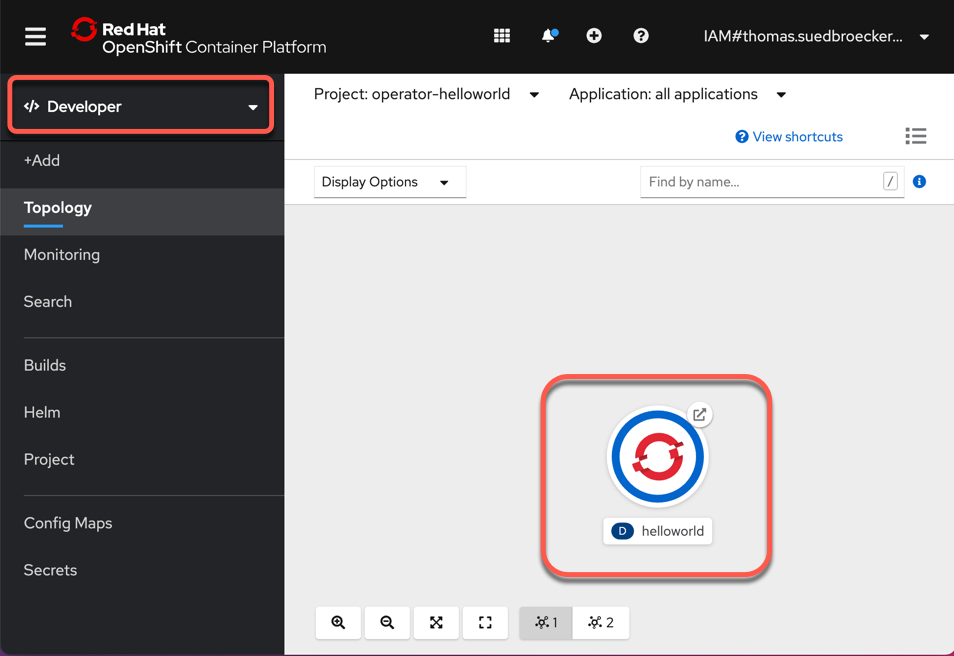 Red Hat
OpenShift Container Platform
IAM#thomas.suedbroecker...
Developer
+Add
Topology
Monitoring
Search
Builds
Helm
Project
Config Maps
Secrets
Project: operator-helloworld
Application: all applications
View shortcuts
Display Options
Find by name...
/
D helloworld
1
2